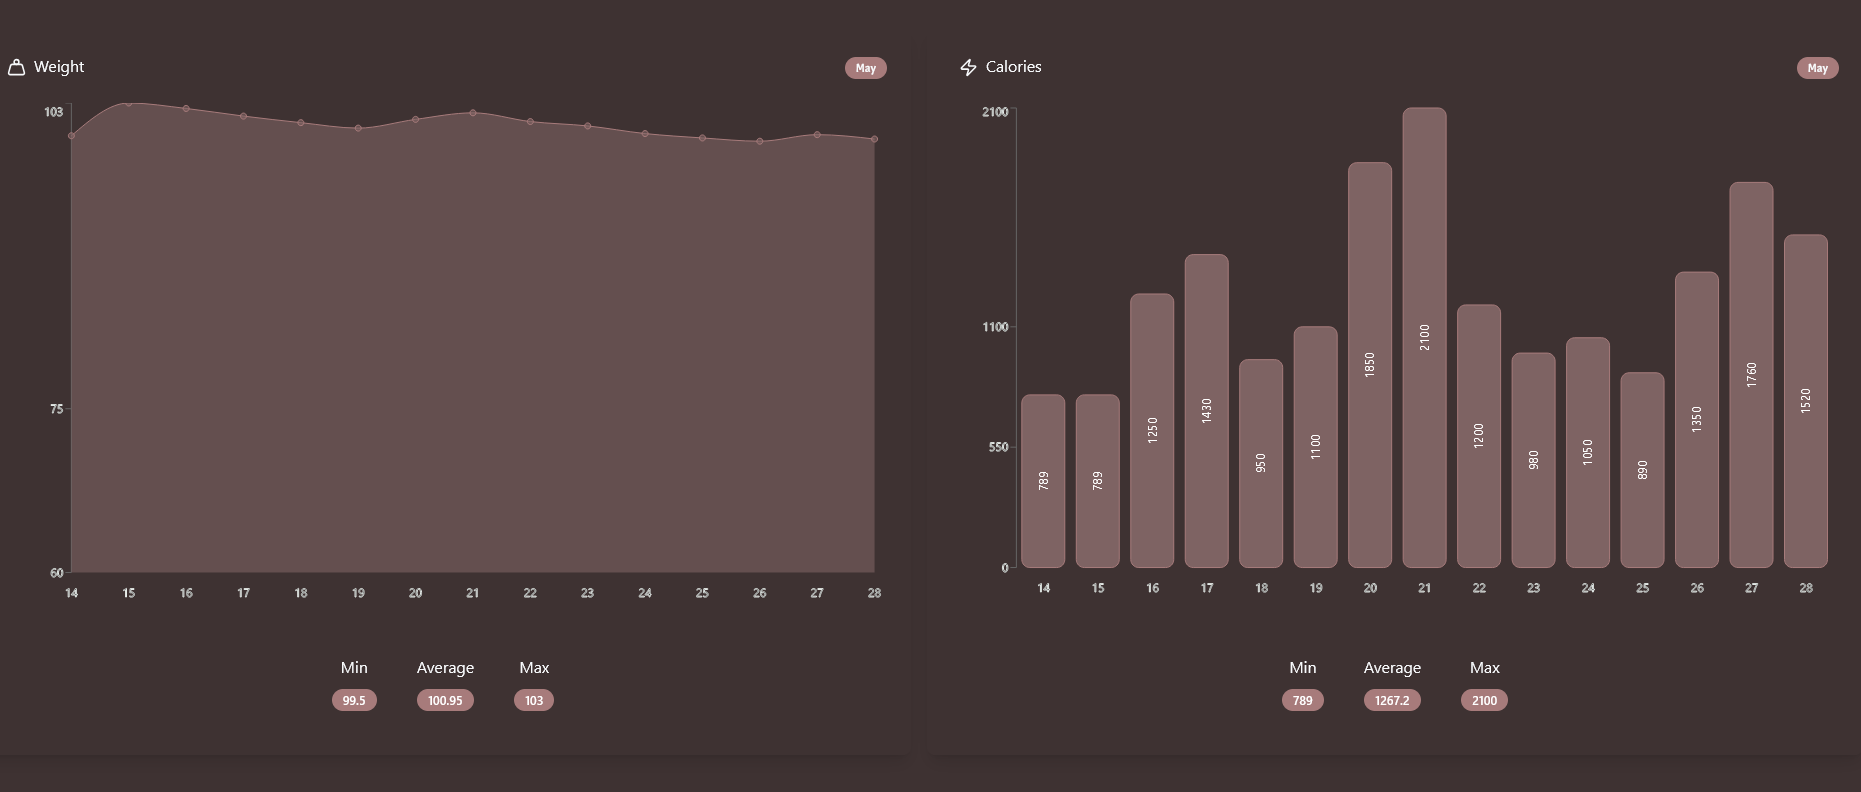 Weight
May
103
75
60
14 15 16 17 18 19 20 21 22 23 24 25 26 27 28
Min Average Max
99.5 100.95 103
Calories
May
2100
1100
550
0
789 789 1250 1430 950 1100 1850 2100 1200 980 1050 890 1350 1760 1520
14 15 16 17 18 19 20 21 22 23 24 25 26 27 28
Min Average Max
789 1267.2 2100